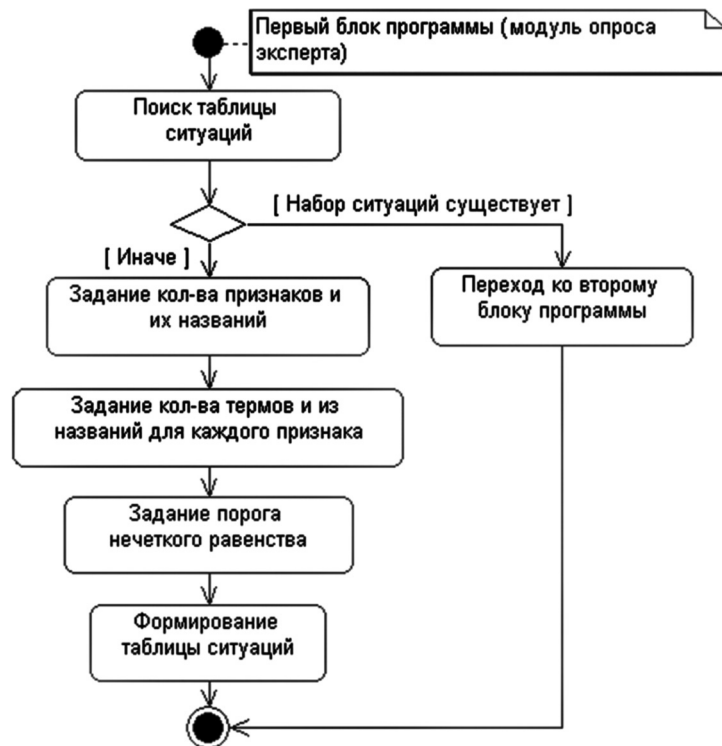 Первый блок программы (модуль опроса
эксперта)
Поиск таблицы
ситуаций
[ Набор ситуаций существует ]
[ Иначе ]
Задание кол-ва признаков и
их названий
Переход ко второму
блоку программы
Задание кол-ва термов и из
названий для каждого признака
Задание порога
нечеткого равенства
Формирование
таблицы ситуаций